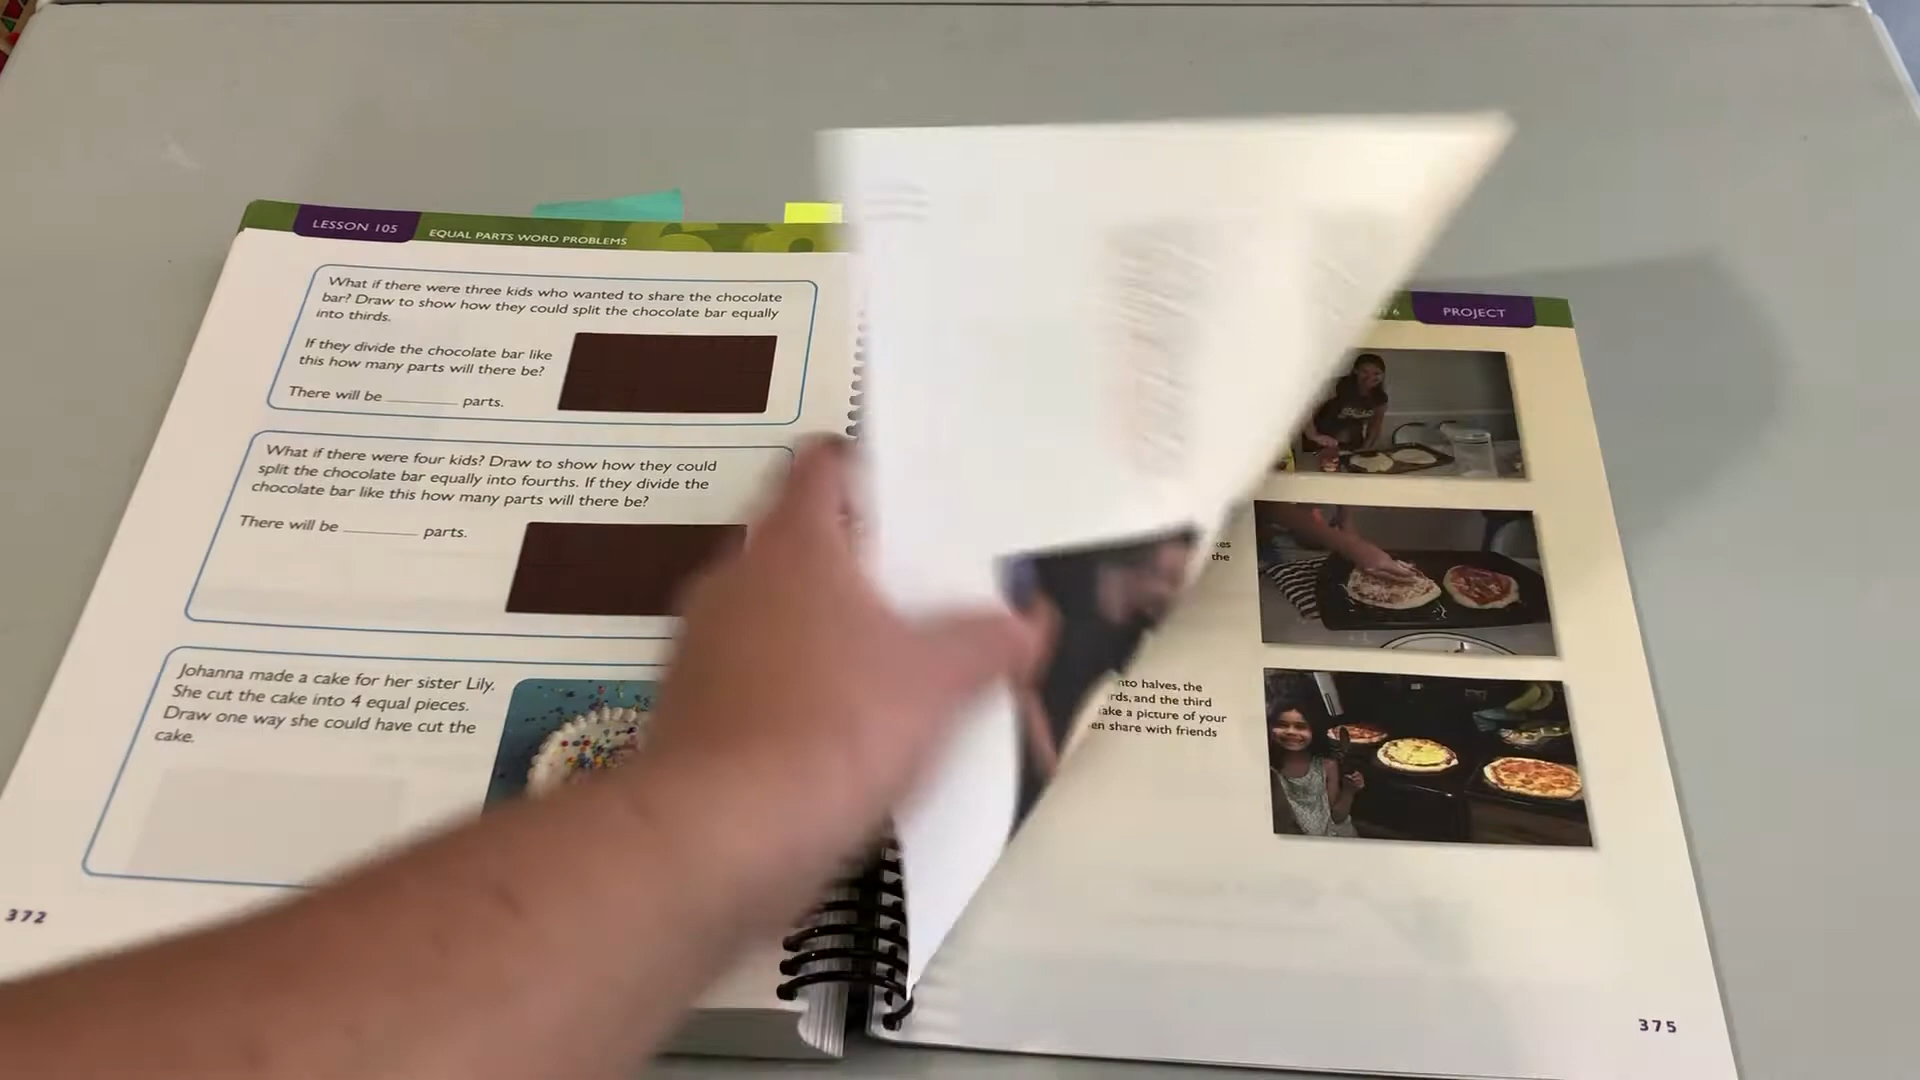 LESSON 105
EQUAL PARTS WORD PROBLEMS
What if there were three kids who wanted to share the chocolate
bar? Draw to show how they could split the chocolate bar equally
into thirds.
If they divide the chocolate bar like
this how many parts will there be?
There will be ________ parts.
What if there were four kids? Draw to show how they could
split the chocolate bar equally into fourths. If they divide the
chocolate bar like this how many parts will there be?
There will be ________ parts.
Johanna made a cake for her sister Lily.
She cut the cake into 4 equal pieces.
Draw one way she could have cut the
cake.
372
6
PROJECT
the
nto halves, the
rds, and the third
ake a picture of your
en share with friends
375